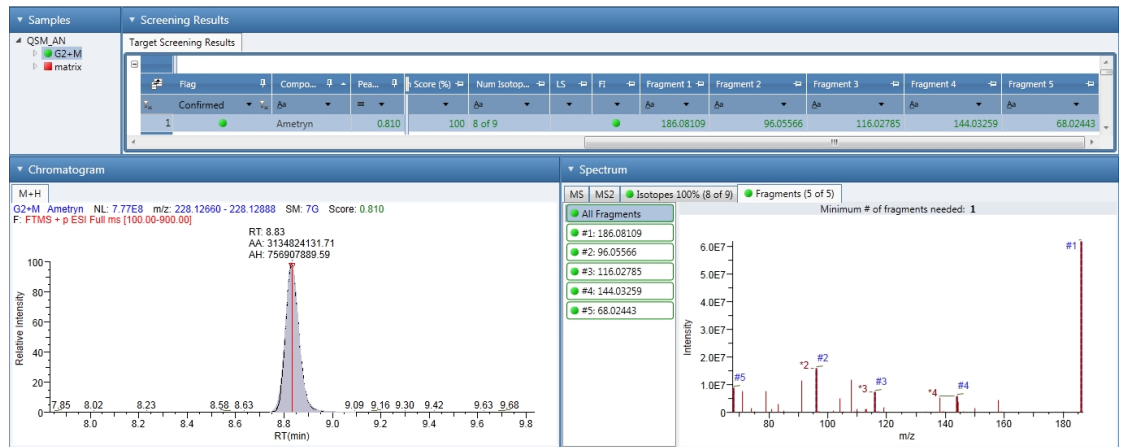 Samples
QSM_AN
G2+M
matrix
Screening Results
Target Screening Results
Flag Compo... Pea... Score (%) Num Isotop... LS FI Fragment 1 Fragment 2 Fragment 3 Fragment 4 Fragment 5
Confirmed Aa = Aa Aa Aa Aa Aa Aa
1 Ametryn 0.810 100 8 of 9 186.08109 96.05566 116.02785 144.03259 68.02443
Chromatogram
M+H
G2+M Ametryn NL: 7.77E8 m/z: 228.12660 - 228.12888 SM: 7G Score: 0.810
F: FTMS + p ESI Full ms [100.00-900.00]
RT: 8.83
AA: 3134824131.71
AH: 756907889.59
100
80
60
40
20
0
Relative Intensity
7.85 8.02 8.23 8.58 8.63 9.09 9.16 9.30 9.42 9.63 9.68
8.0 8.2 8.4 8.6 8.8 9.0 9.2 9.4 9.6 9.8
RT(min)
Spectrum
MS MS2 Isotopes 100% (8 of 9) Fragments (5 of 5)
All Fragments
#1: 186.08109
#2: 96.05566
#3: 116.02785
#4: 144.03259
#5: 68.02443
Minimum # of fragments needed: 1
6.0E7
5.0E7
4.0E7
3.0E7
2.0E7
1.0E7
0
Intensity
#1
*2 #2
#5 *3 #3 *4 #4
80 100 120 140 160 180
m/z